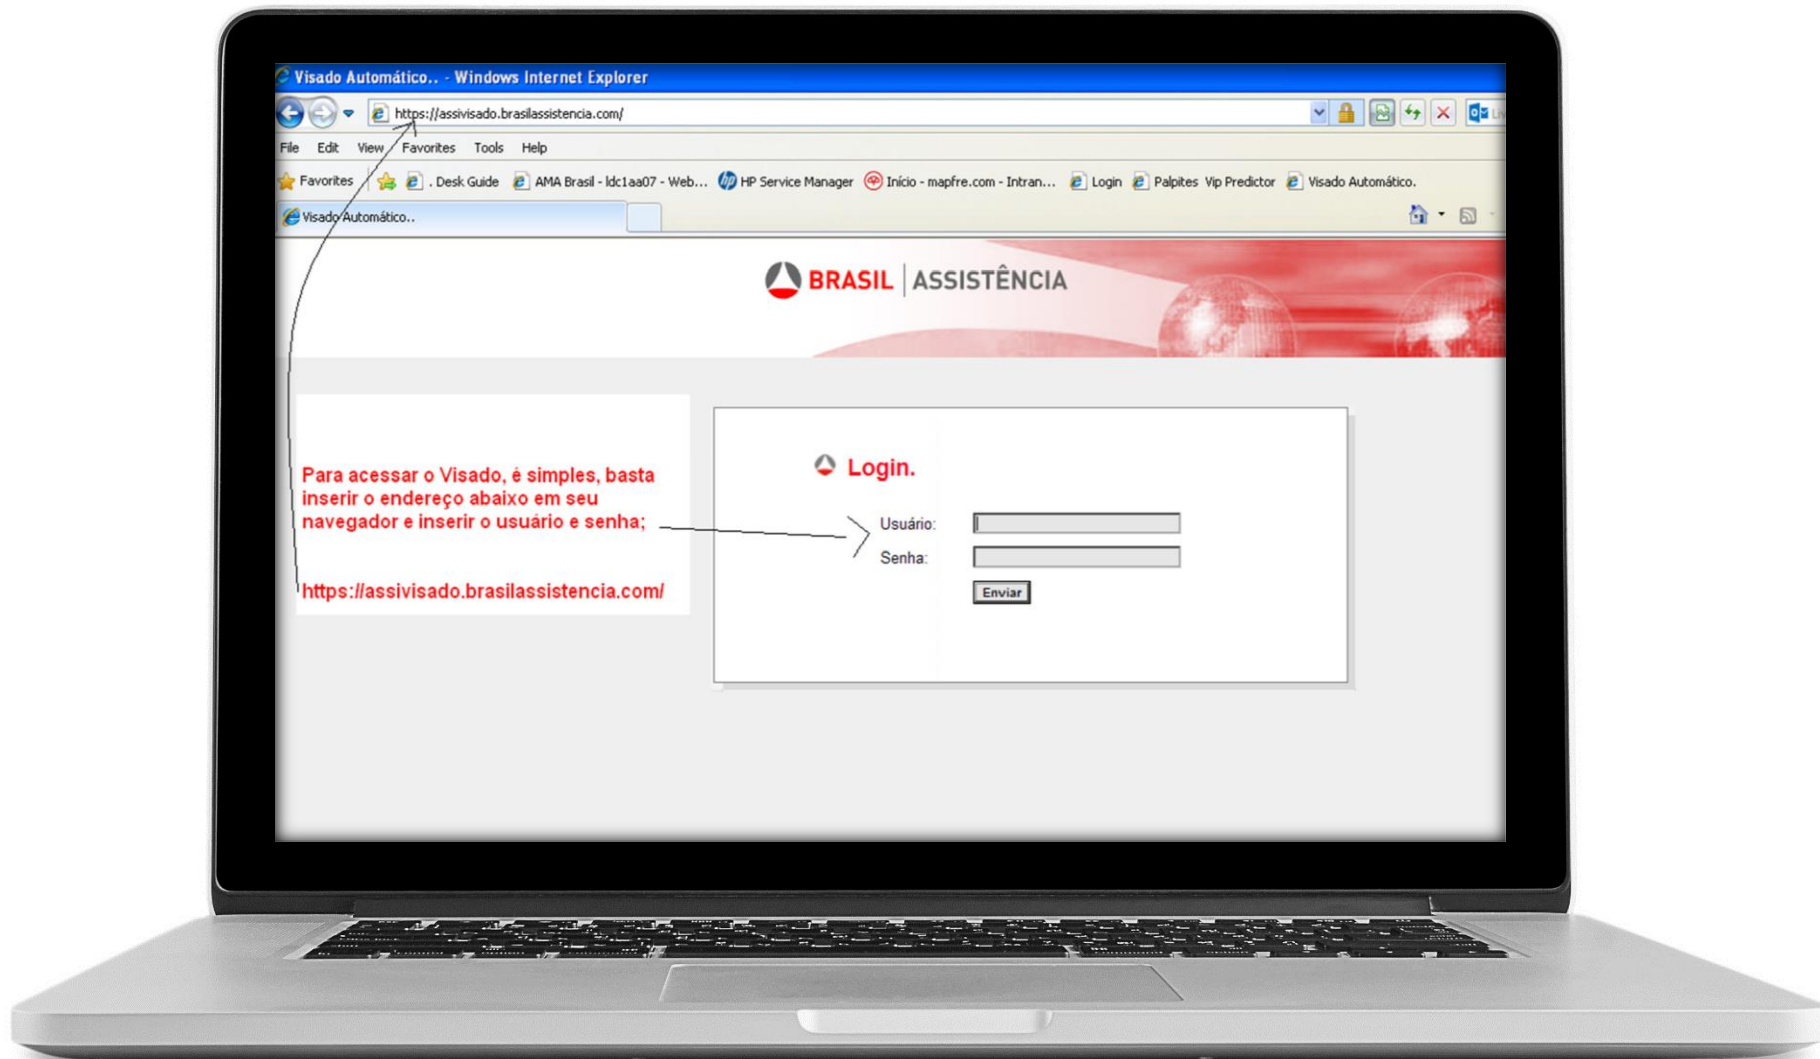 Visado Automático.. - Windows Internet Explorer
https://assivisado.brasilassistencia.com/
File Edit View Favorites Tools Help
Favorites . Desk Guide AMA Brasil - ldc1aa07 - Web... HP Service Manager Início - mapfre.com - Intran... Login Palpites Vip Predictor Visado Automático.
Visado Automático..
BRASIL | ASSISTÊNCIA
Para acessar o Visado, é simples, basta
inserir o endereço abaixo em seu
navegador e inserir o usuário e senha;
https://assivisado.brasilassistencia.com/
Login.
Usuário:
Senha:
Enviar